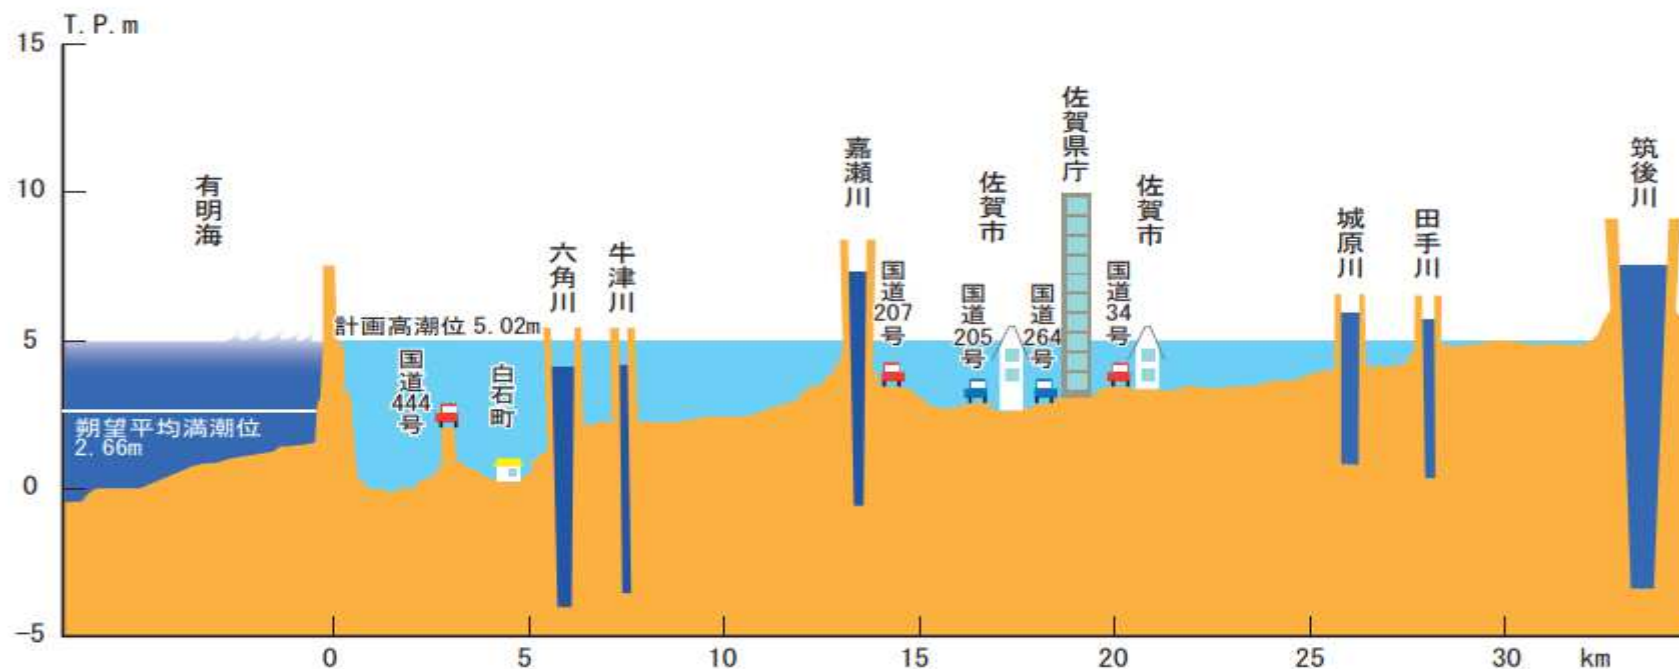 T.P.m
15
10
5
0
-5
有明海
朔望平均満潮位
2.66m
計画高潮位 5.02m
国道444号
白石町
六角川
牛津川
嘉瀬川
国道207号
佐賀市
国道205号
国道264号
佐賀県庁
国道34号
佐賀市
城原川
田手川
筑後川
0
5
10
15
20
25
30
km